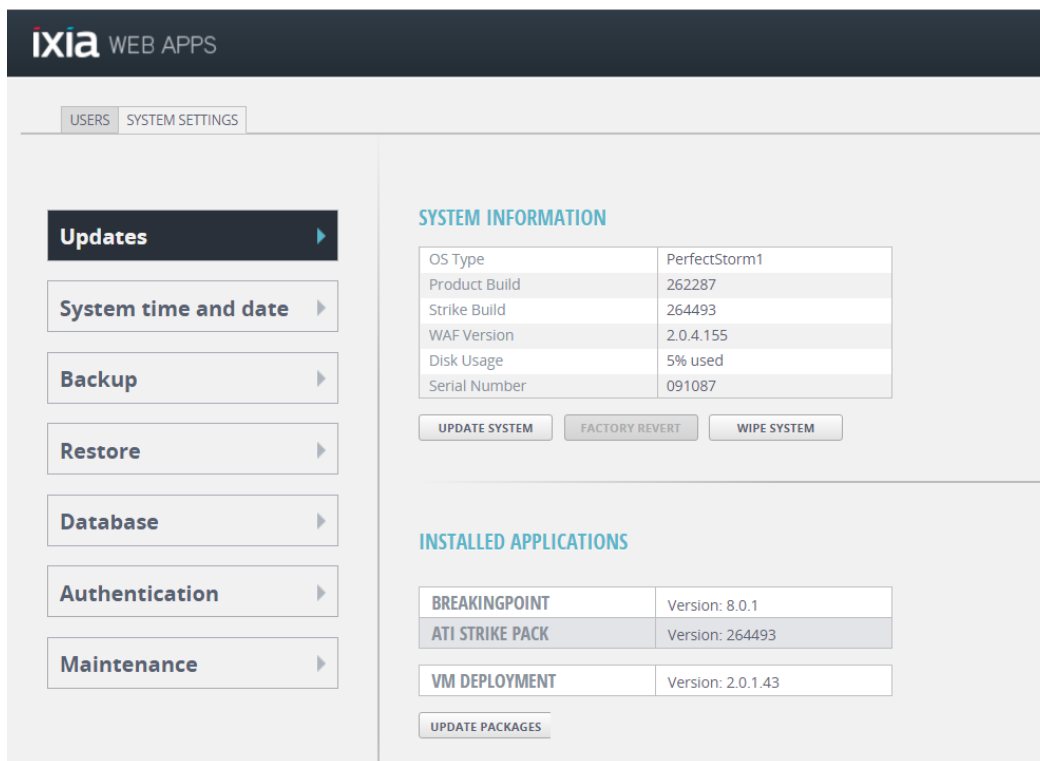 ixia WEB APPS
USERS SYSTEM SETTINGS
Updates
System time and date
Backup
Restore
Database
Authentication
Maintenance
SYSTEM INFORMATION
OS Type PerfectStorm1
Product Build 262287
Strike Build 264493
WAF Version 2.0.4.155
Disk Usage 5% used
Serial Number 091087
UPDATE SYSTEM FACTORY REVERT WIPE SYSTEM
INSTALLED APPLICATIONS
BREAKINGPOINT Version: 8.0.1
ATI STRIKE PACK Version: 264493
VM DEPLOYMENT Version: 2.0.1.43
UPDATE PACKAGES